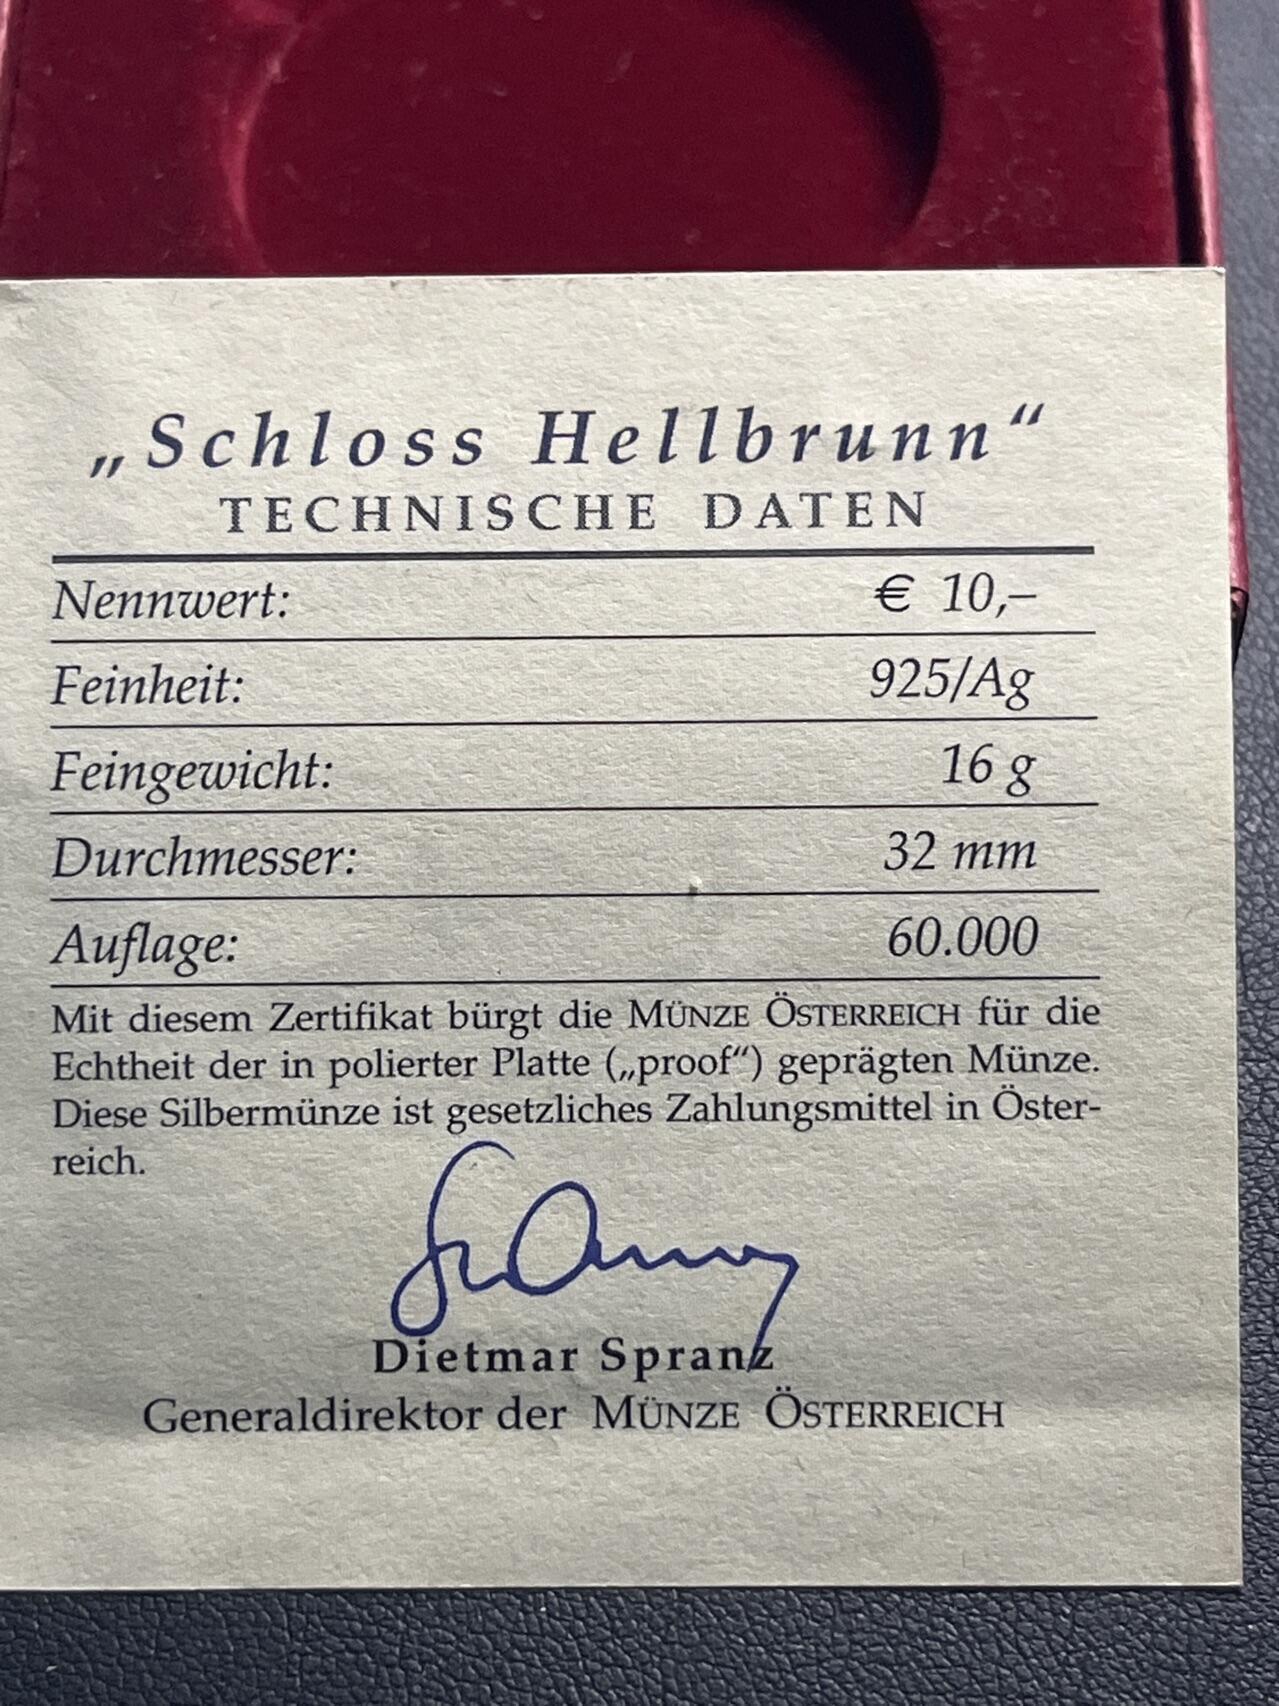 „Schloss Hellbrunn“
TECHNISCHE DATEN
Nennwert: € 10,–
Feinheit: 925/Ag
Feingewicht: 16 g
Durchmesser: 32 mm
Auflage: 60.000
Mit diesem Zertifikat bürgt die MÜNZE ÖSTERREICH für die
Echtheit der in polierter Platte („proof“) geprägten Münze.
Diese Silbermünze ist gesetzliches Zahlungsmittel in Öster-
reich.
Dietmar Spranz
Generaldirektor der MÜNZE ÖSTERREICH